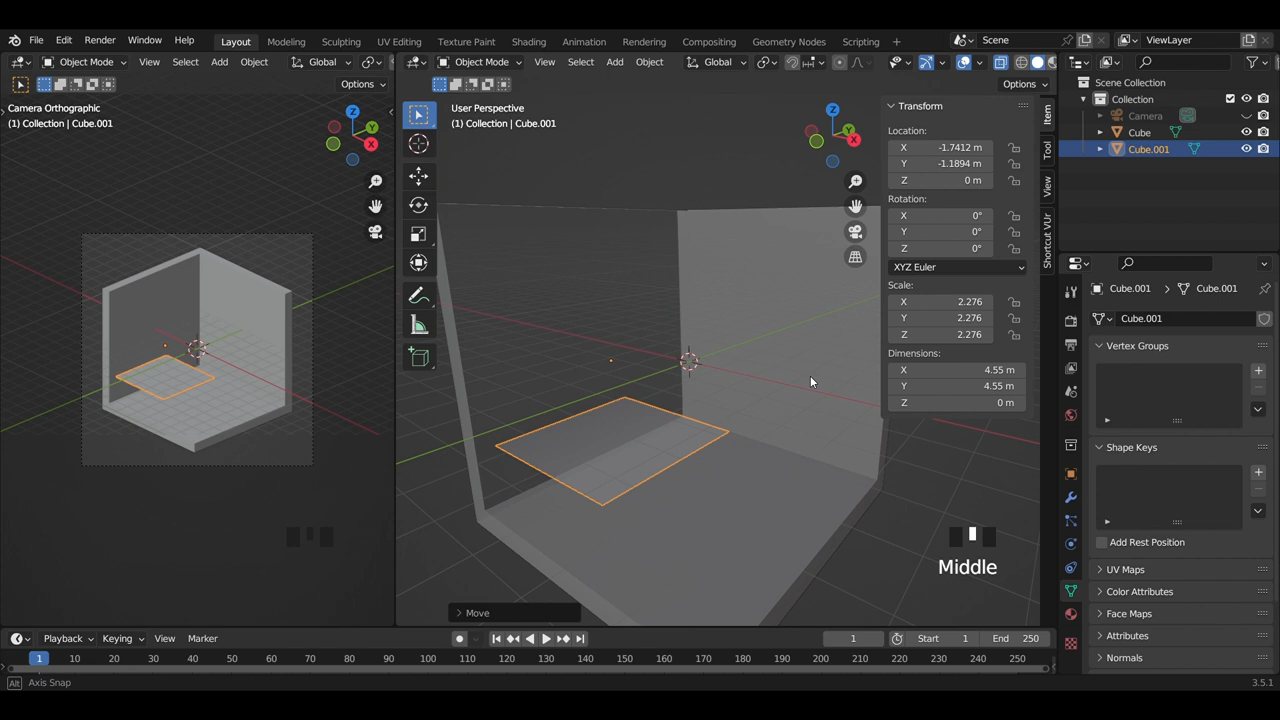 File Edit Render Window Help Layout Modeling Sculpting UV Editing Texture Paint Shading Animation Rendering Compositing Geometry Nodes Scripting + Scene ViewLayer
Object Mode View Select Add Object Global Object Mode View Select Add Object Global
Options Options
Camera Orthographic
(1) Collection | Cube.001
Z
Y
X
User Perspective
(1) Collection | Cube.001
Z
Y
X
Transform
Location:
X -1.7412 m
Y -1.1894 m
Z 0 m
Rotation:
X 0°
Y 0°
Z 0°
XYZ Euler
Scale:
X 2.276
Y 2.276
Z 2.276
Dimensions:
X 4.55 m
Y 4.55 m
Z 0 m
Item
Tool
View
Shortcut VUr
Scene Collection
Collection
Camera
Cube
Cube.001
Cube.001 > Cube.001
Cube.001
Vertex Groups
Shape Keys
Add Rest Position
UV Maps
Color Attributes
Face Maps
Attributes
Normals
Middle
> Move
Playback Keying View Marker 1 Start 1 End 250
1 10 20 30 40 50 60 70 80 90 100 110 120 130 140 150 160 170 180 190 200 210 220 230 240 250
Alt Axis Snap 3.5.1